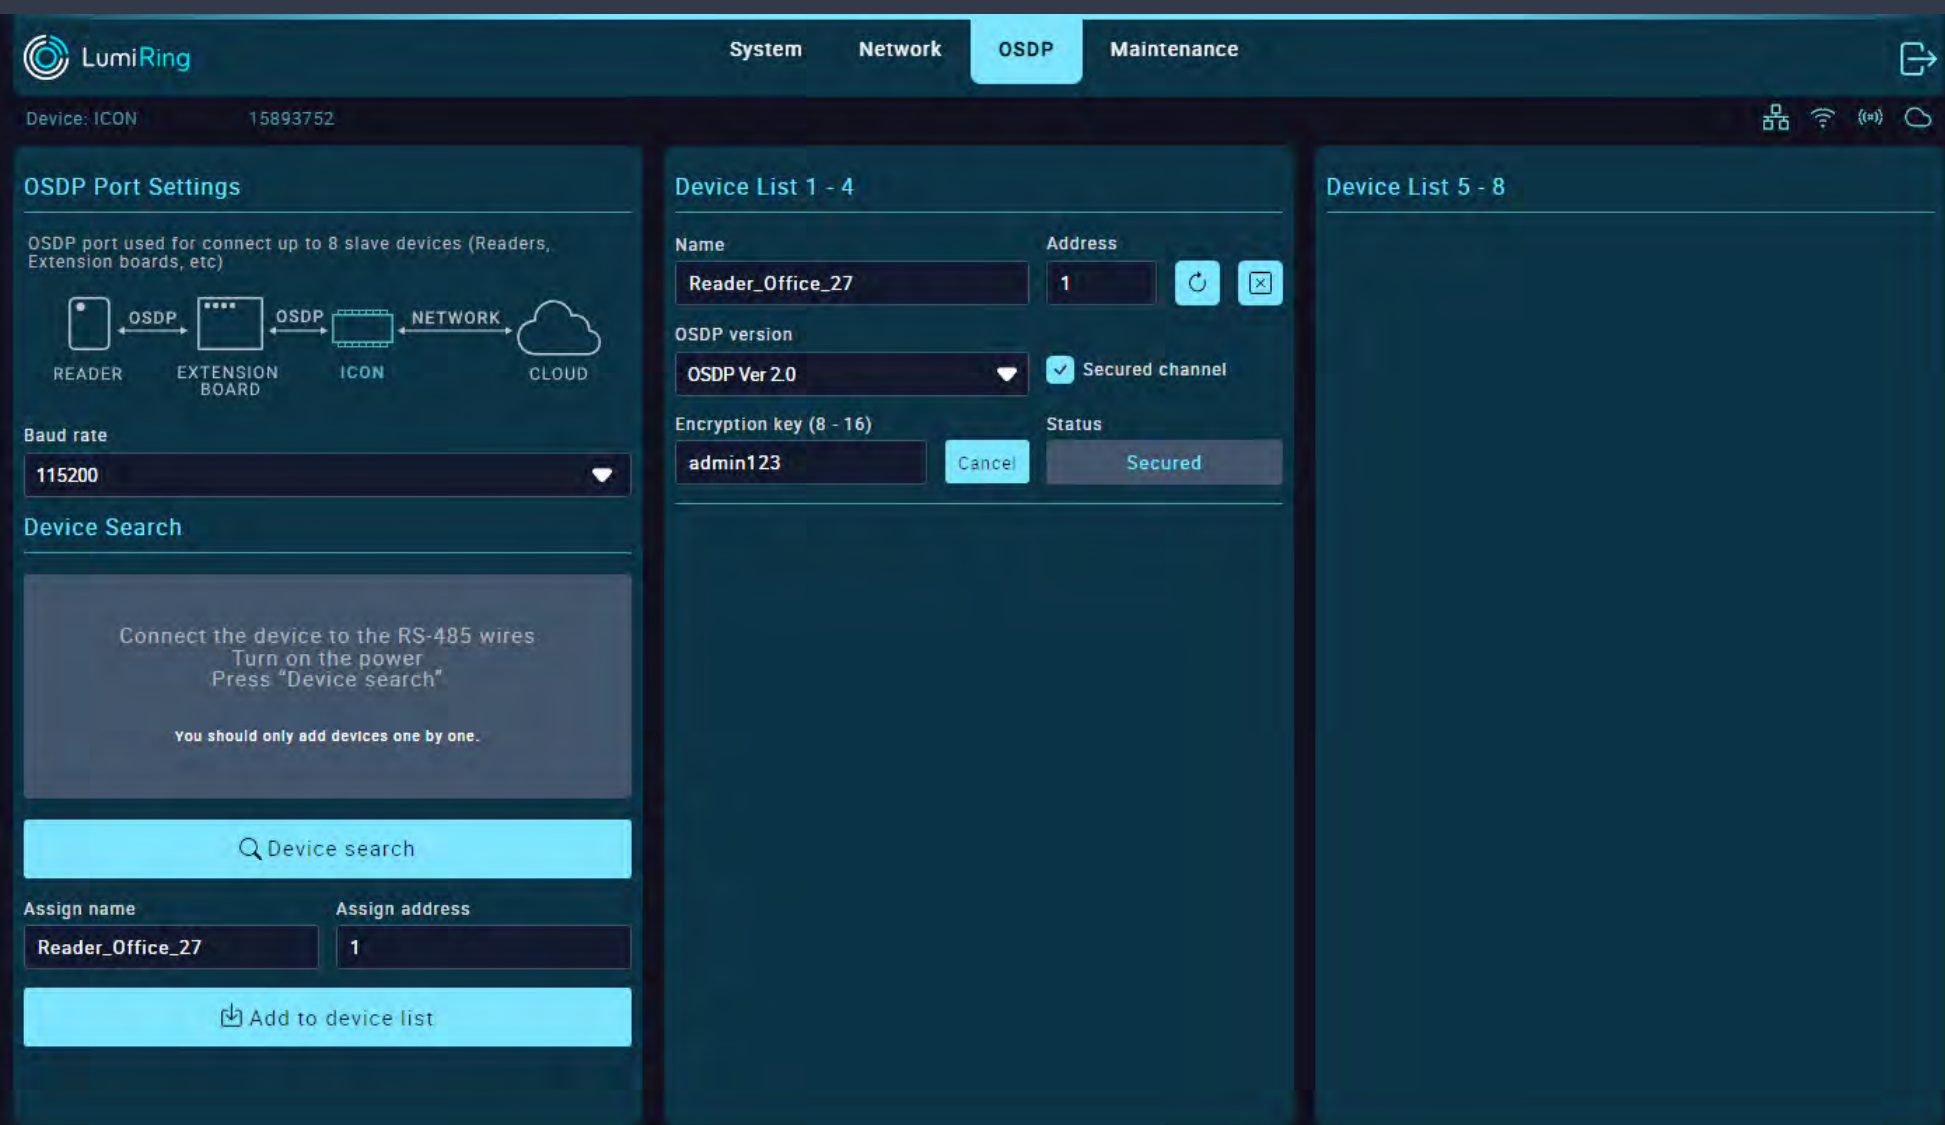 LumiRing
System Network OSDP Maintenance
Device: ICON 15893752
OSDP Port Settings
OSDP port used for connect up to 8 slave devices (Readers,
Extension boards, etc)
OSDP OSDP NETWORK
READER EXTENSION BOARD ICON CLOUD
Baud rate
115200
Device Search
Connect the device to the RS-485 wires
Turn on the power
Press “Device search”
You should only add devices one by one.
Device search
Assign name Assign address
Reader_Office_27 1
Add to device list
Device List 1 - 4
Name Address
Reader_Office_27 1
OSDP version
OSDP Ver 2.0 Secured channel
Encryption key (8 - 16) Status
admin123 Cancel Secured
Device List 5 - 8